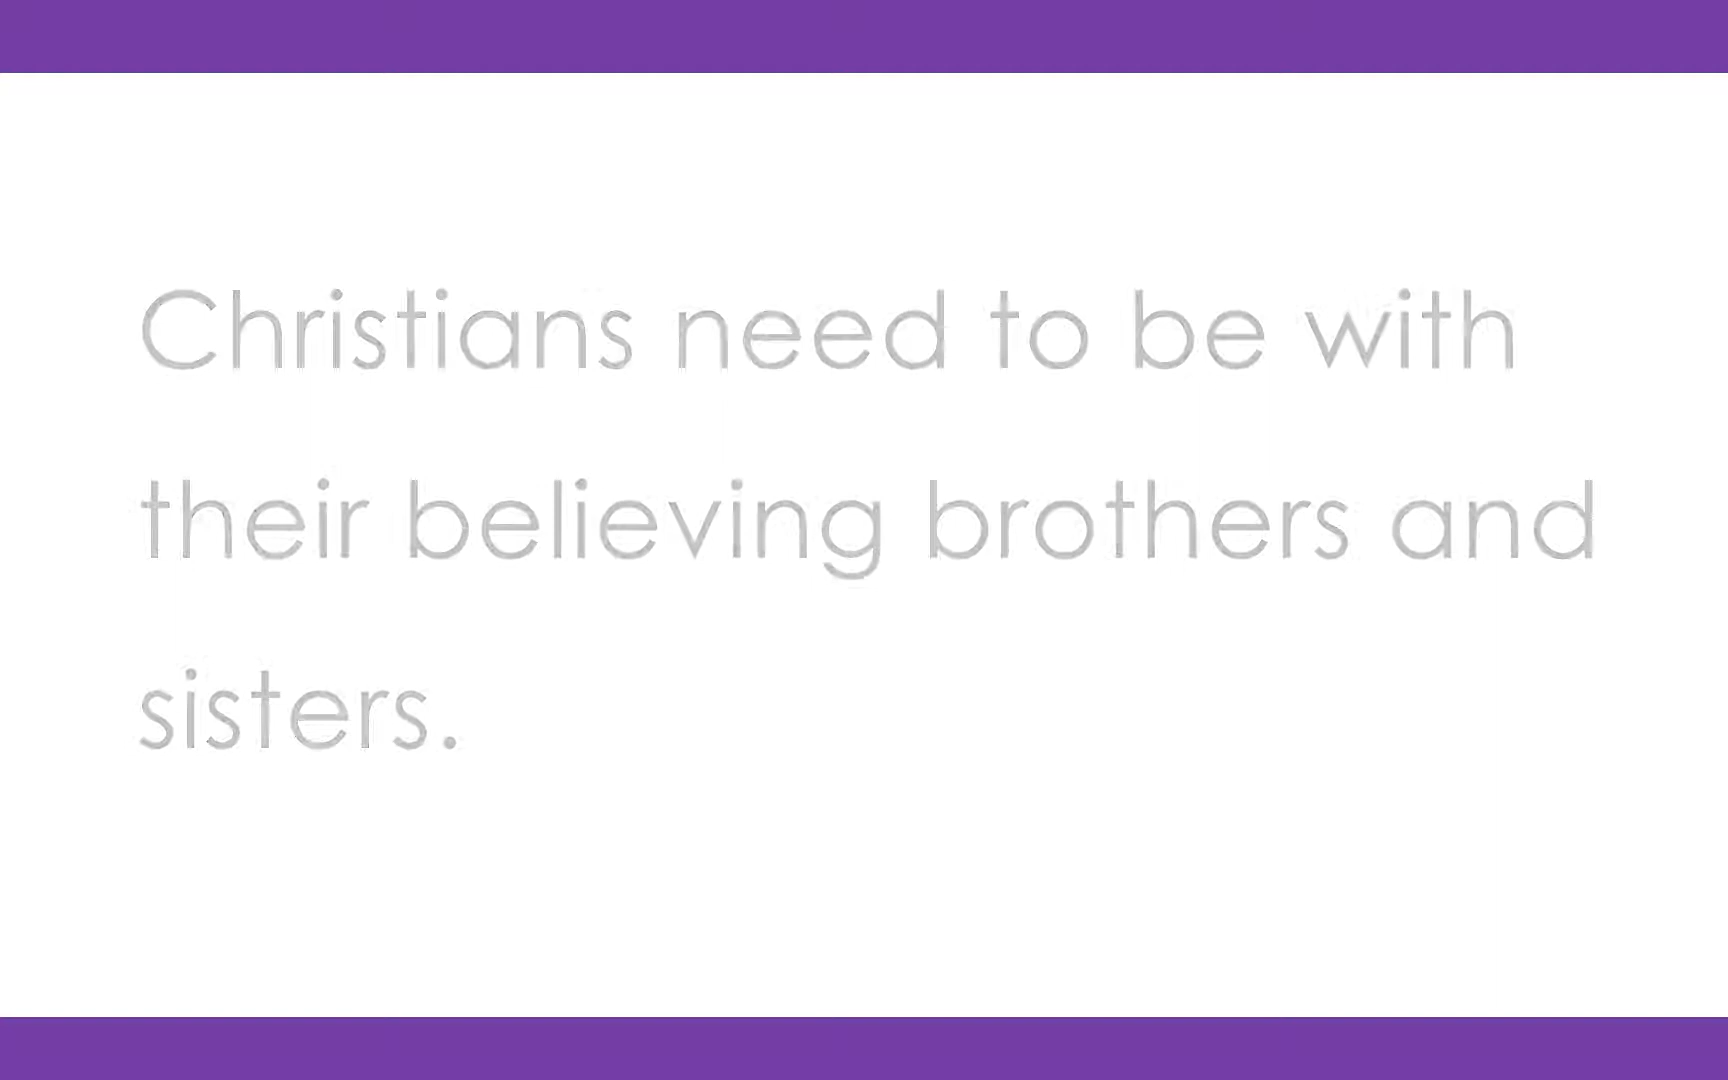 Christians need to be with
their believing brothers and
sisters.